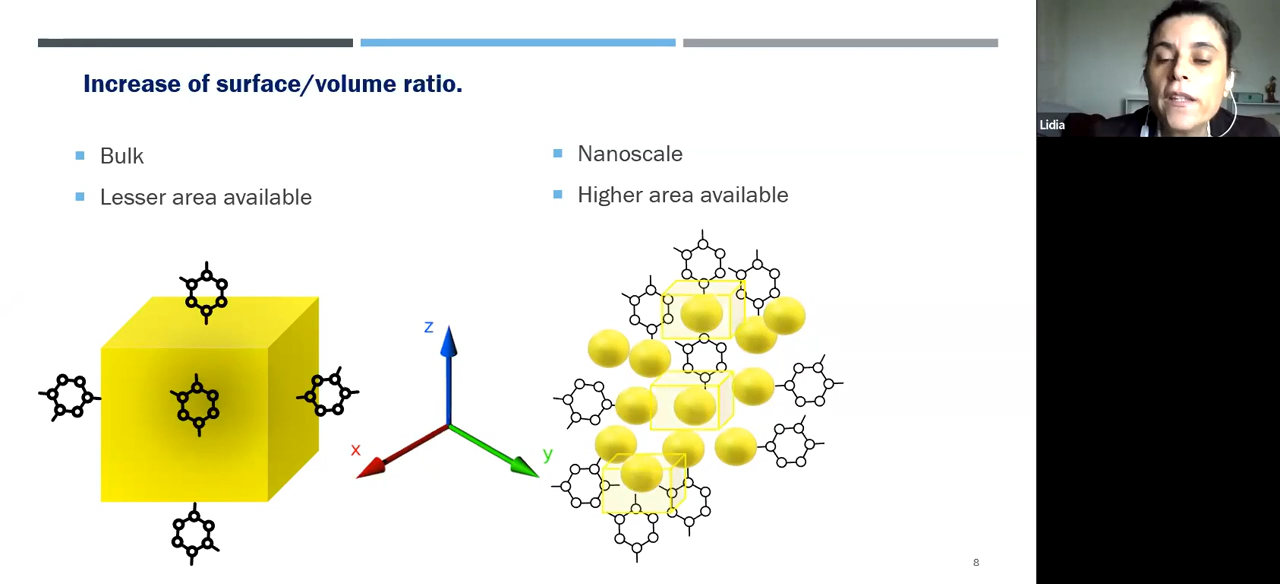 Increase of surface/volume ratio.
Bulk
Lesser area available
Nanoscale
Higher area available
z
x
y
8
Lidia